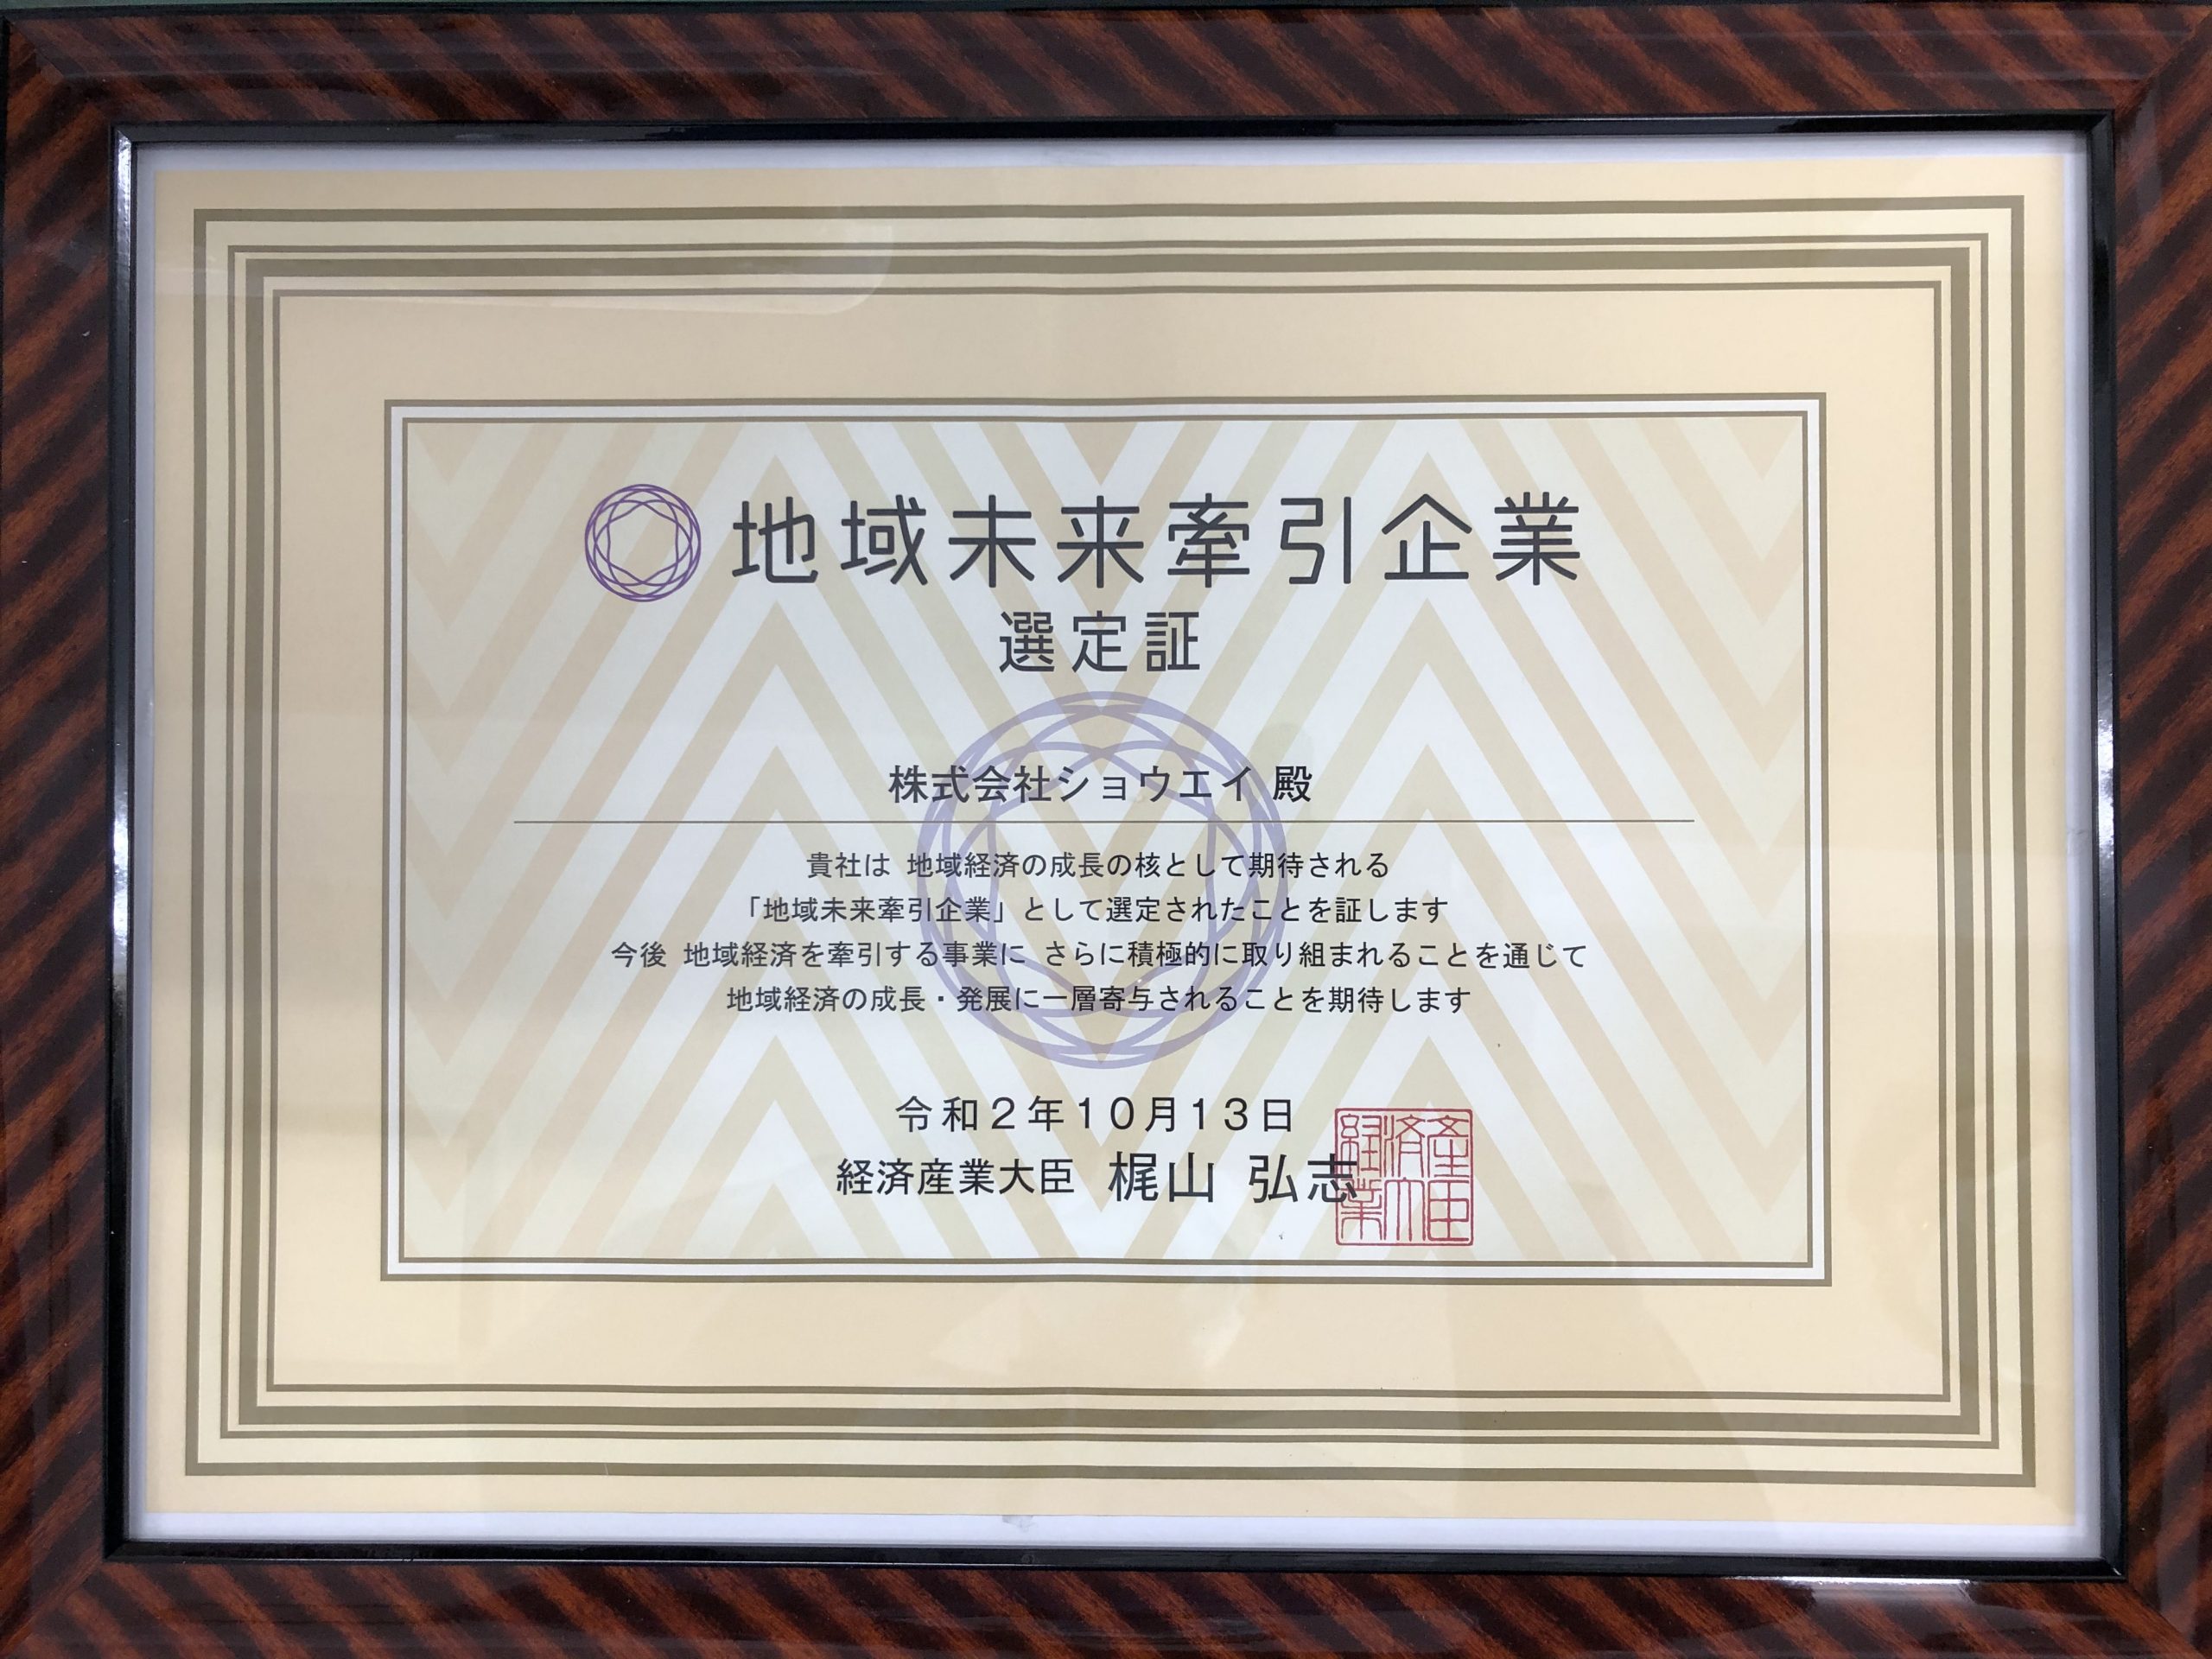 地域未来牽引企業
選定証
株式会社ショウエイ 殿
貴社は 地域経済の成長の核として期待される
「地域未来牽引企業」として選定されたことを証します
今後 地域経済を牽引する事業に さらに積極的に取り組まれることを通じて
地域経済の成長・発展に一層寄与されることを期待します
令和2年10月13日
経済産業大臣 梶山 弘志